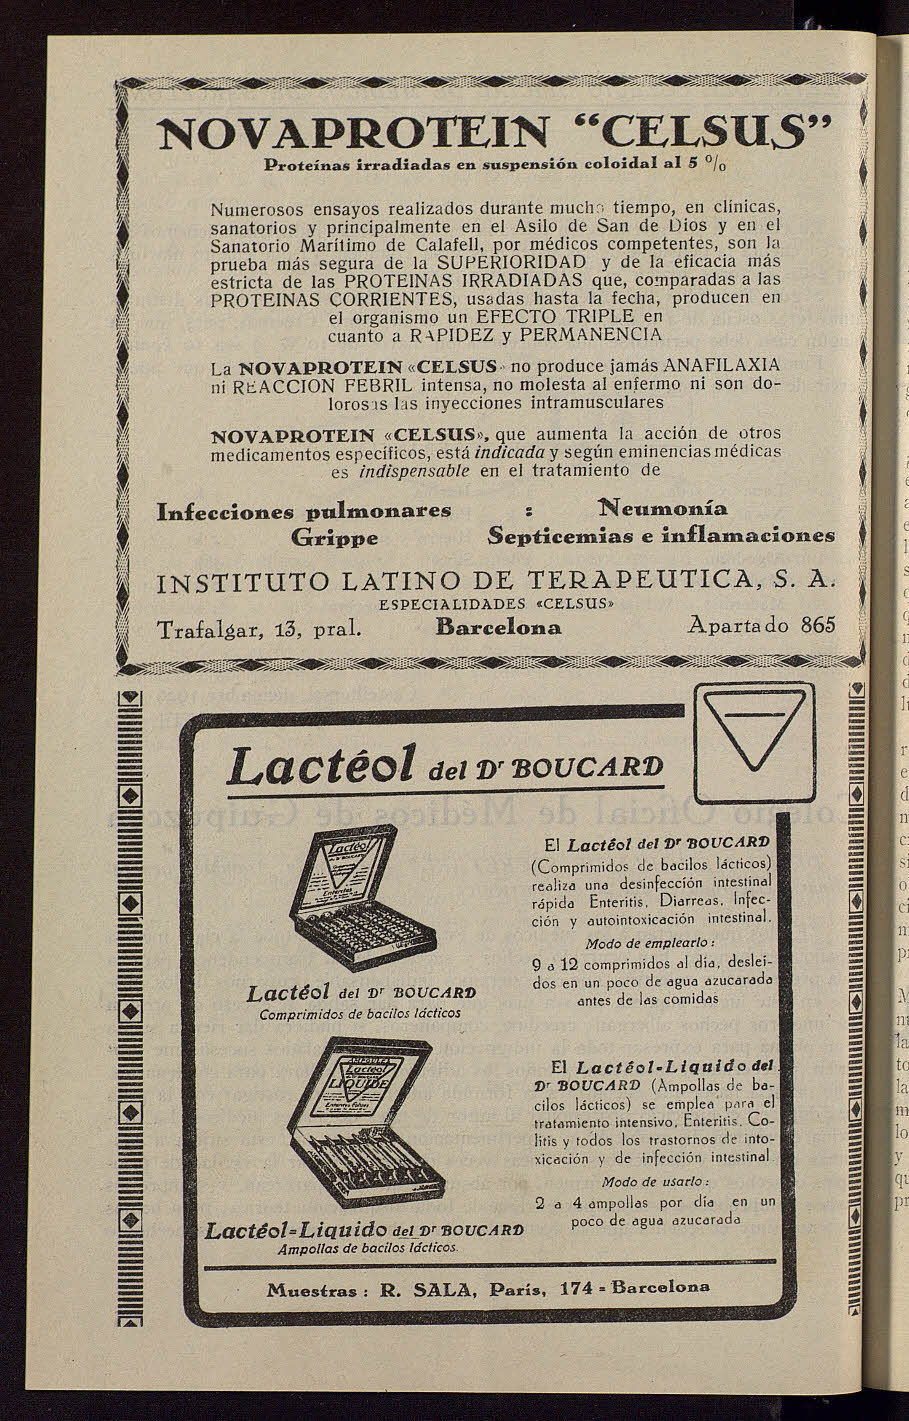 NOVAPROTEIN “CELSUS”
Proteínas irradiadas en suspensión coloidal al 5 %
Numerosos ensayos realizados durante mucho tiempo, en clínicas,
sanatorios y principalmente en el Asilo de San de Dios y en el
Sanatorio Marítimo de Calafell, por médicos competentes, son la
prueba más segura de la SUPERIORIDAD y de la eficacia más
estricta de las PROTEINAS IRRADIADAS que, comparadas a las
PROTEINAS CORRIENTES, usadas hasta la fecha, producen en
el organismo un EFECTO TRIPLE en
cuanto a RAPIDEZ y PERMANENCIA
La NOVAPROTEIN «CELSUS» no produce jamás ANAFILAXIA
ni REACCION FEBRIL intensa, no molesta al enfermo ni son do-
lorosas las inyecciones intramusculares
NOVAPROTEIN «CELSUS», que aumenta la acción de otros
medicamentos específicos, está indicada y según eminencias médicas
es indispensable en el tratamiento de
Infecciones pulmonares : Neumonía
Grippe Septicemias e inflamaciones
INSTITUTO LATINO DE TERAPEUTICA, S. A.
ESPECIALIDADES «CELSUS»
Trafalgar, 13, pral. Barcelona Apartado 865
Lactéol del Dr BOUCARD
El Lactéol del Dr BOUCARD
(Comprimidos de bacilos lácticos)
realiza una desinfección intestinal
rápida Enteritis, Diarreas, Infec-
ción y autointoxicación intestinal.
Modo de emplearlo :
9 a 12 comprimidos al día, deslei-
dos en un poco de agua azucarada
antes de las comidas
Lactéol
Lactéol del Dr BOUCARD
Comprimidos de bacilos lácticos
El Lactéol-Liquido del
Dr BOUCARD (Ampollas de ba-
cilos lácticos) se emplea para el
tratamiento intensivo, Enteritis, Co-
litis y todos los trastornos de into-
xicación y de infección intestinal
Modo de usarlo :
2 a 4 ampollas por día en un
poco de agua azucarada
AMPOULES
Lactéol
LIQUIDE
Lactéol=Liquido del Dr BOUCARD
Ampollas de bacilos lácticos.
Muestras : R. SALA, París, 174 = Barcelona